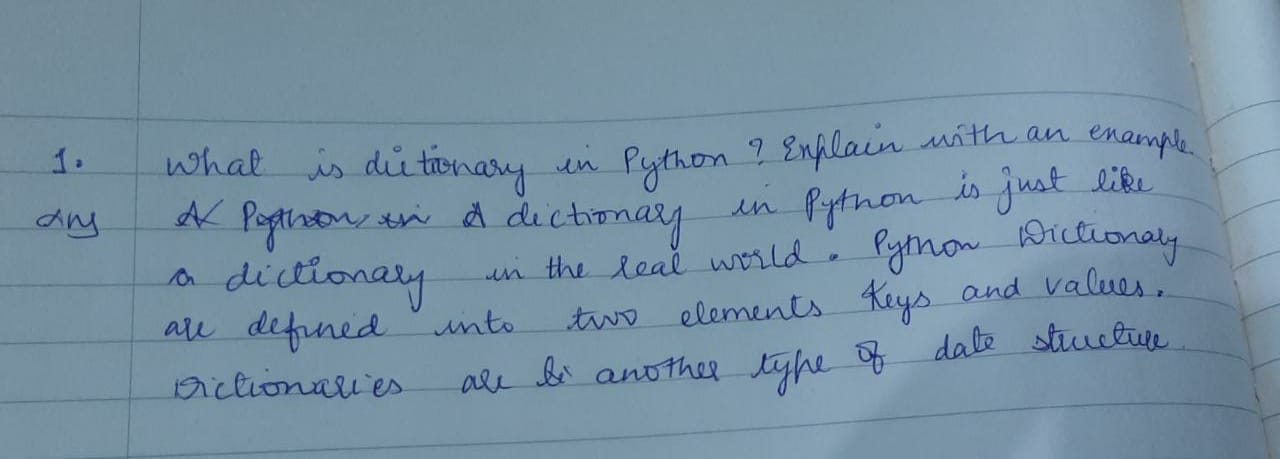 1. What is dictionary in Python ? Explain with an example
Ans A dictionary in Python is just like
a dictionary in the real world. Python Dictionary
are defined into two elements Keys and values.
Dictionaries are another type of date structure